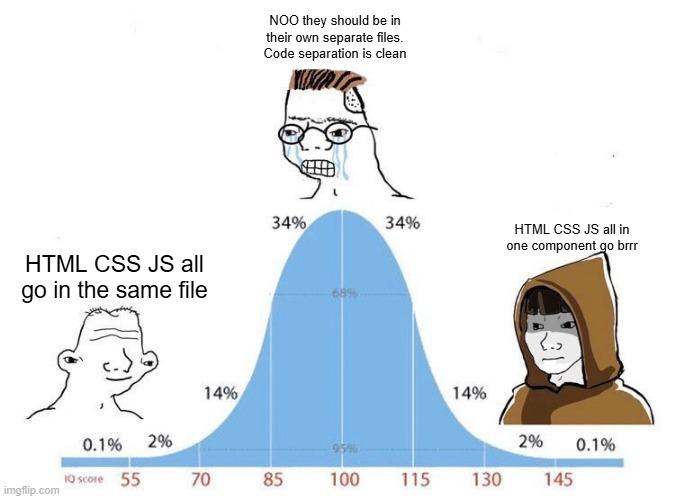 NOO they should be in
their own separate files.
Code separation is clean
34%
34%
HTML CSS JS all in
one component go brrr
HTML CSS JS all
go in the same file
68%
14%
14%
0.1%
2%
95%
2%
0.1%
IQ score
55
70
85
100
115
130
145
imgflip.com